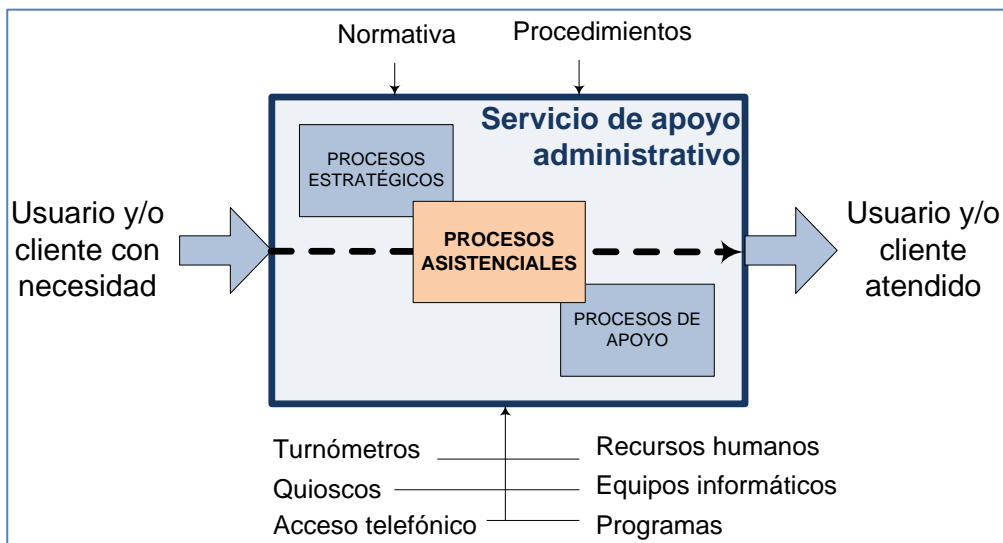 Normativa
Procedimientos
Servicio de apoyo
administrativo
PROCESOS
ESTRATÉGICOS
Usuario y/o
cliente con
necesidad
PROCESOS
ASISTENCIALES
Usuario y/o
cliente
atendido
PROCESOS DE
APOYO
Turnómetros
Recursos humanos
Quioscos
Equipos informáticos
Acceso telefónico
Programas